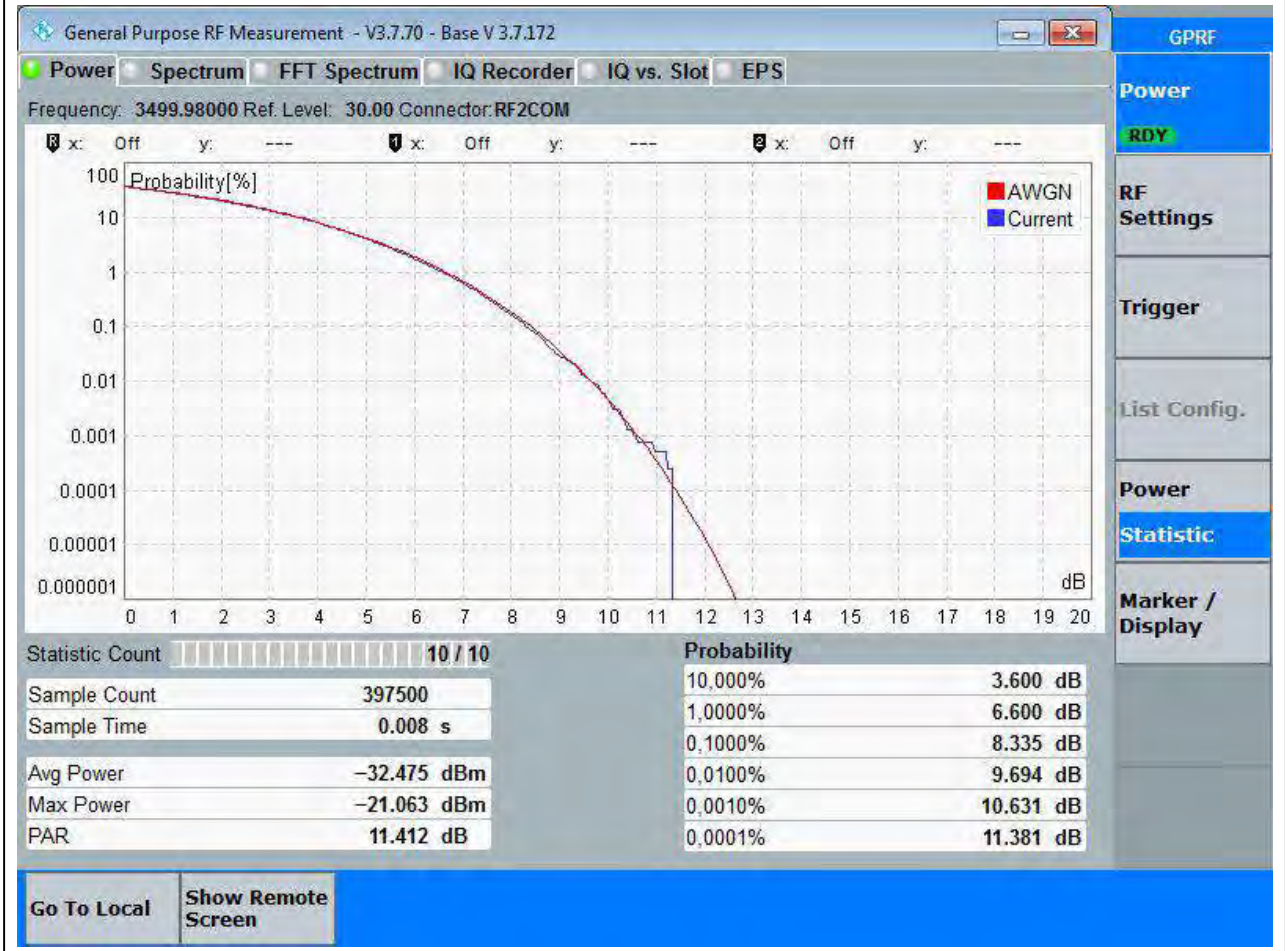 General Purpose RF Measurement - V3.7.70 - Base V 3.7.172
GPRF
Power Spectrum FFT Spectrum IQ Recorder IQ vs. Slot EPS
Power
RDY
Frequency: 3499.98000 Ref. Level: 30.00 Connector:RF2COM
R x: Off y: --- 1 x: Off y: --- 2 x: Off y: ---
RF
Settings
Trigger
List Config.
Power
Statistic
Marker /
Display
Probability[%]
AWGN
Current
100
10
1
0.1
0.01
0.001
0.0001
0.00001
0.000001
dB
0 1 2 3 4 5 6 7 8 9 10 11 12 13 14 15 16 17 18 19 20
Statistic Count 10 / 10
Sample Count 397500
Sample Time 0.008 s
Avg Power −32.475 dBm
Max Power −21.063 dBm
PAR 11.412 dB
Probability
10,000% 3.600 dB
1,0000% 6.600 dB
0,1000% 8.335 dB
0,0100% 9.694 dB
0,0010% 10.631 dB
0,0001% 11.381 dB
Go To Local
Show Remote
Screen